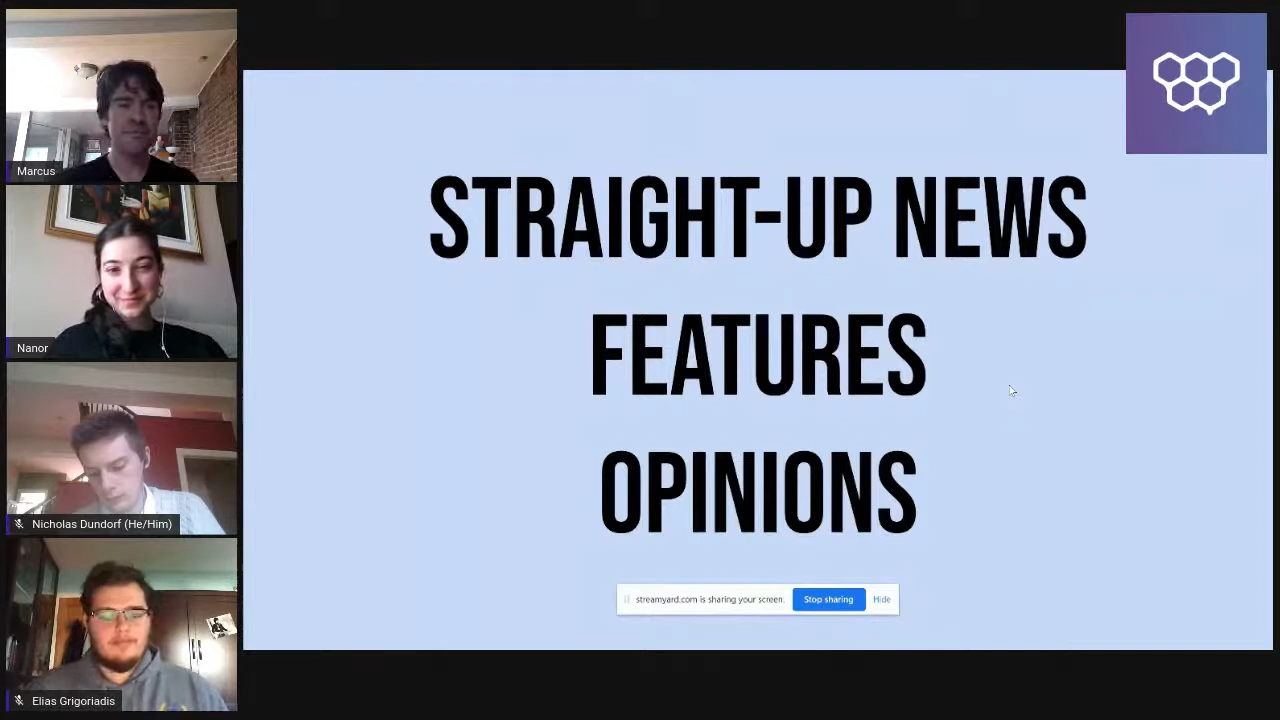 Marcus
Nanor
Nicholas Dundorf (He/Him)
Elias Grigoriadis
STRAIGHT-UP NEWS
FEATURES
OPINIONS
streamyard.com is sharing your screen.
Stop sharing
Hide